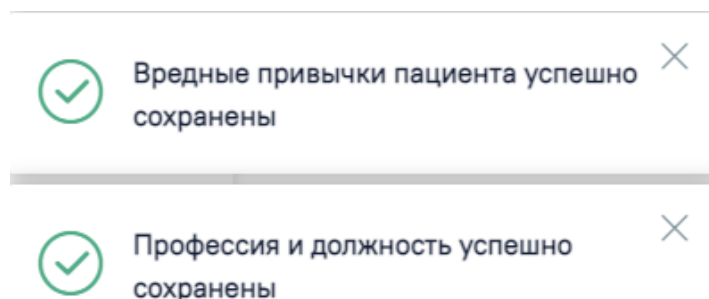 Вредные привычки пациента успешно
сохранены
Профессия и должность успешно
сохранены